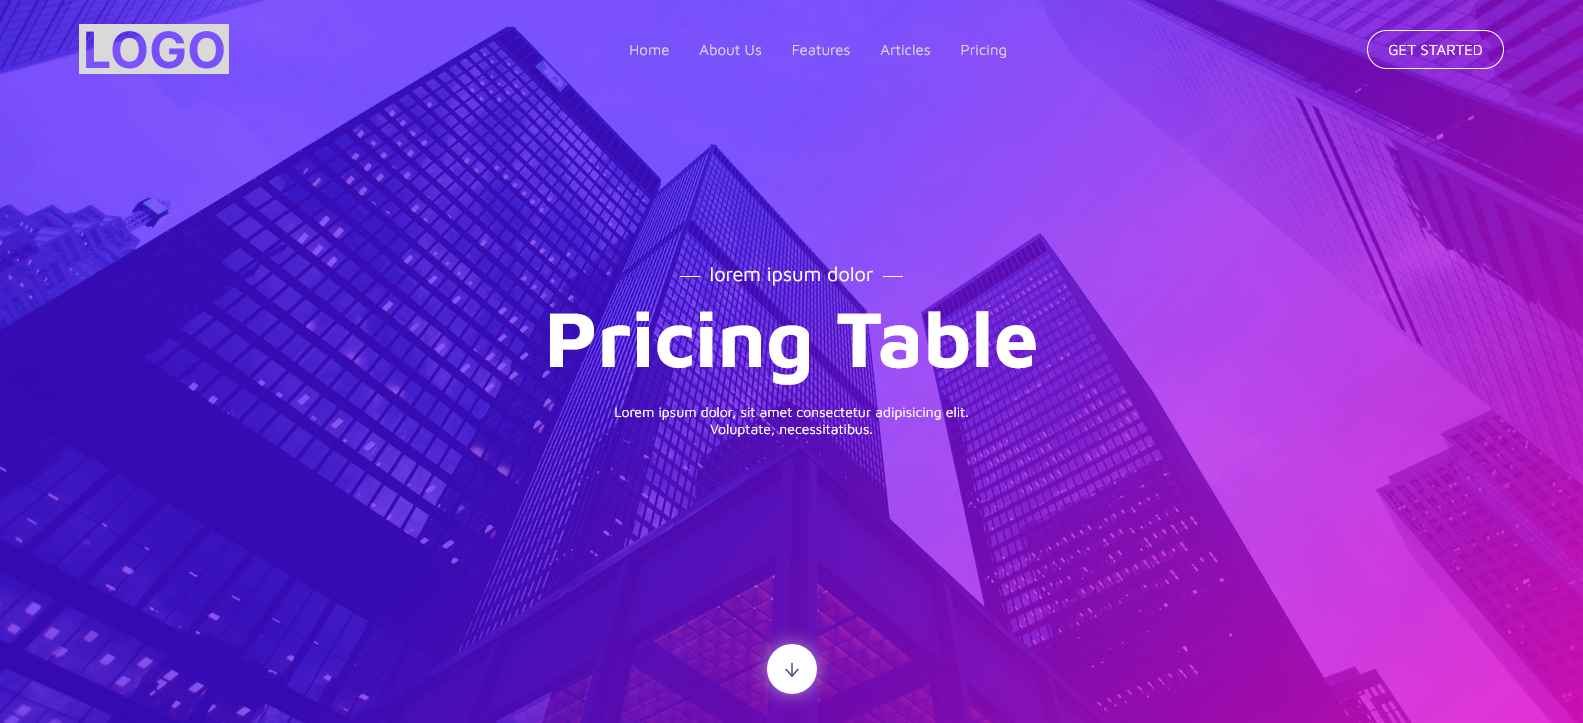 LOGO
Home About Us Features Articles Pricing
GET STARTED
lorem ipsum dolor
Pricing Table
Lorem ipsum dolor, sit amet consectetur adipisicing elit.
Voluptate, necessitatibus.